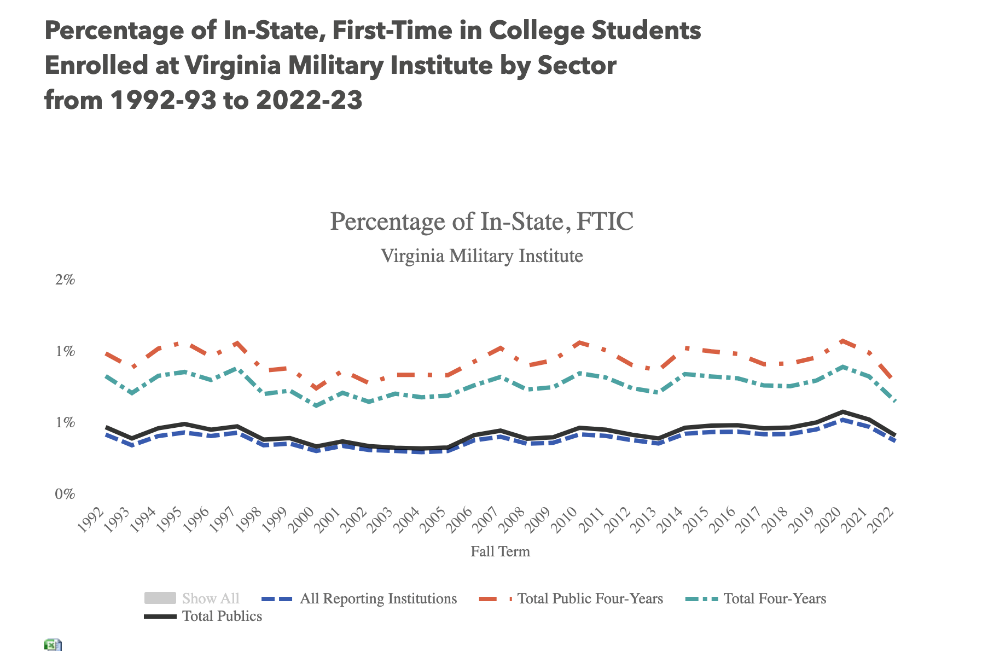 Percentage of In-State, First-Time in College Students
Enrolled at Virginia Military Institute by Sector
from 1992-93 to 2022-23
Percentage of In-State, FTIC
Virginia Military Institute
2%
1%
1%
0%
1992 1993 1994 1995 1996 1997 1998 1999 2000 2001 2002 2003 2004 2005 2006 2007 2008 2009 2010 2011 2012 2013 2014 2015 2016 2017 2018 2019 2020 2021 2022
Fall Term
Show All All Reporting Institutions Total Public Four-Years Total Four-Years
Total Publics